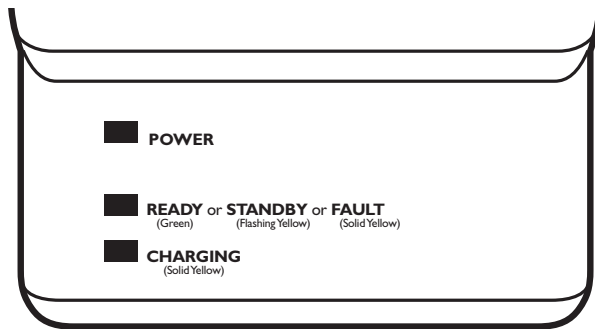 POWER
READY or STANDBY or FAULT
(Green) (Flashing Yellow) (Solid Yellow)
CHARGING
(Solid Yellow)